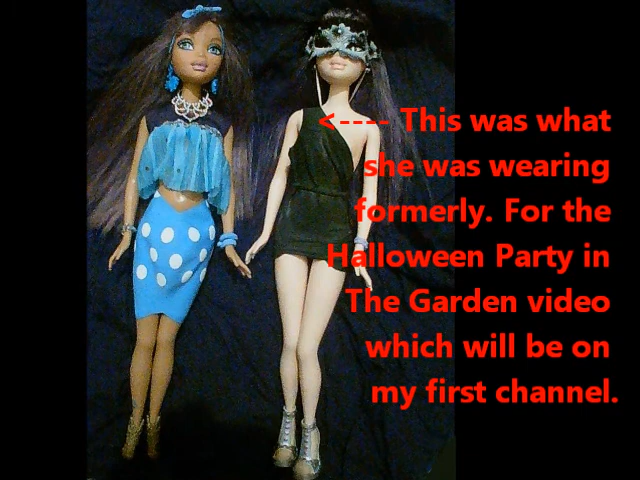 <---- This was what
she was wearing
formerly. For the
Halloween Party in
The Garden video
which will be on
my first channel.